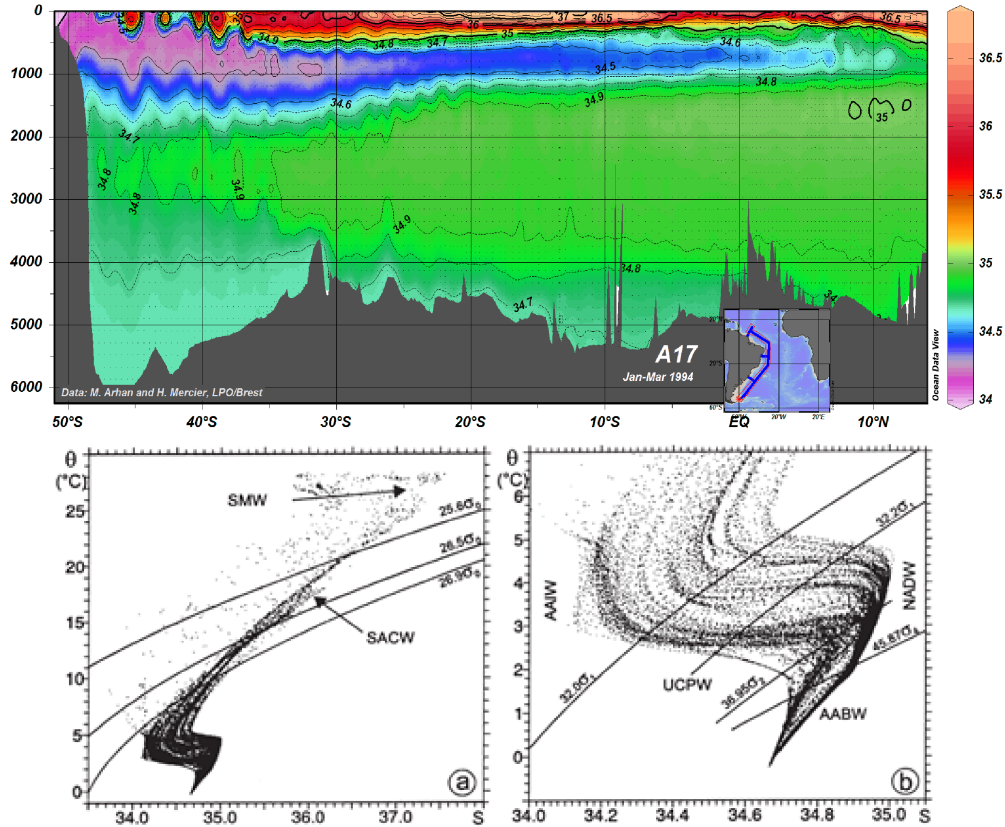 0
1000
2000
3000
4000
5000
6000
34.5
35
36
37
36.5
36.5
34.9
34.8
34.7
35
34.6
34.5
34.6
34.8
34.9
35
34.7
34.8
34.8
34.9
34.9
34.8
34.7
A17
Jan-Mar 1994
Data: M. Arhan and H. Mercier, LPO/Brest
50°S
40°S
30°S
20°S
10°S
EQ
10°N
36.5
36
35.5
35
34.5
34
Ocean Data View
θ
(°C)
25
20
15
10
5
0
SMW
SACW
25.6σ₀
26.5σ₀
26.9σ₀
34.0
35.0
36.0
37.0
S
a
θ
(°C)
6
5
4
3
2
1
0
AAIW
UCPW
NADW
AABW
32.0σ₁
32.2σ₁
36.95σ₂
45.87σ₄
34.0
34.2
34.4
34.6
34.8
35.0
S
b